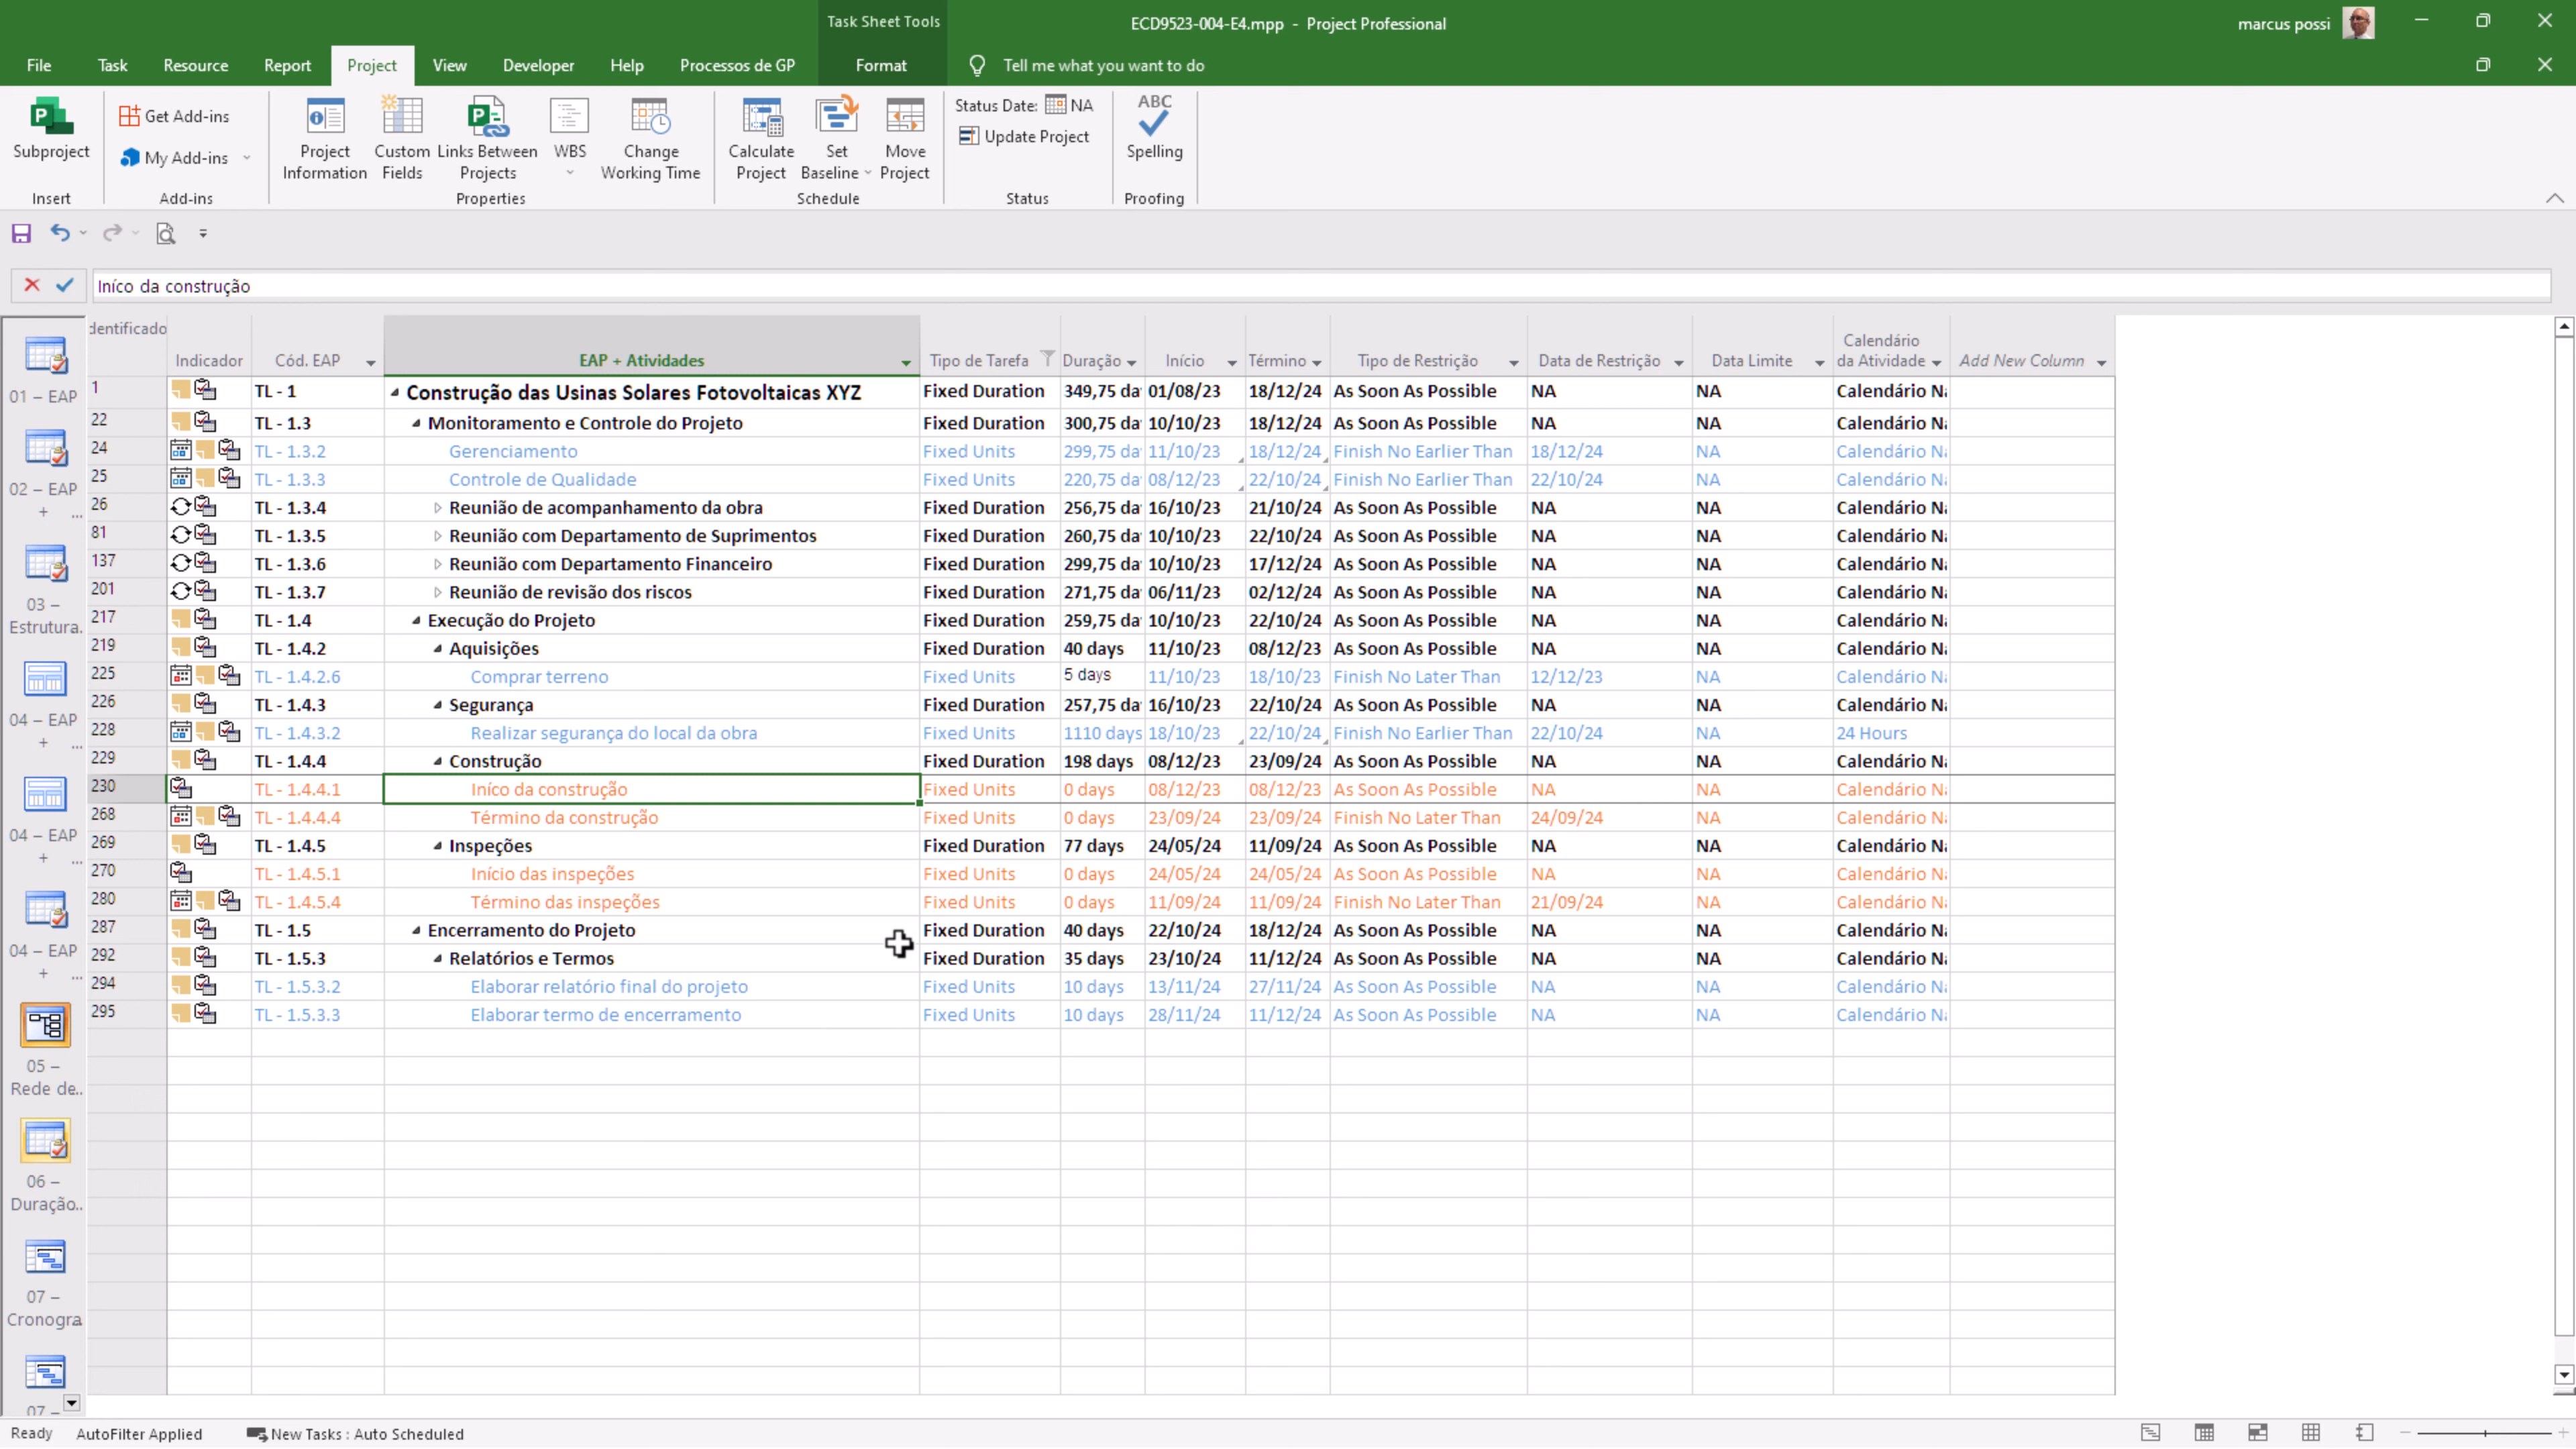 Task Sheet Tools
ECD9523-004-E4.mpp - Project Professional
marcus possi
File Task Resource Report Project View Developer Help Processos de GP Format Tell me what you want to do
Get Add-ins
My Add-ins
Subproject
Project Information
Custom Fields
Links Between Projects
WBS
Change Working Time
Calculate Project
Set Baseline
Move Project
Status Date: NA
Update Project
ABC
Spelling
Insert Add-ins Properties Schedule Status Proofing
Iníco da construção
dentificado Indicador Cód. EAP EAP + Atividades Tipo de Tarefa Duração Início Término Tipo de Restrição Data de Restrição Data Limite Calendário da Atividade Add New Column
1 TL - 1 Construção das Usinas Solares Fotovoltaicas XYZ Fixed Duration 349,75 da 01/08/23 18/12/24 As Soon As Possible NA NA Calendário Na
22 TL - 1.3 Monitoramento e Controle do Projeto Fixed Duration 300,75 da 10/10/23 18/12/24 As Soon As Possible NA NA Calendário Na
24 TL - 1.3.2 Gerenciamento Fixed Units 299,75 da 11/10/23 18/12/24 Finish No Earlier Than 18/12/24 NA Calendário Na
25 TL - 1.3.3 Controle de Qualidade Fixed Units 220,75 da 08/12/23 22/10/24 Finish No Earlier Than 22/10/24 NA Calendário Na
26 TL - 1.3.4 Reunião de acompanhamento da obra Fixed Duration 256,75 da 16/10/23 21/10/24 As Soon As Possible NA NA Calendário Na
81 TL - 1.3.5 Reunião com Departamento de Suprimentos Fixed Duration 260,75 da 10/10/23 22/10/24 As Soon As Possible NA NA Calendário Na
137 TL - 1.3.6 Reunião com Departamento Financeiro Fixed Duration 299,75 da 10/10/23 17/12/24 As Soon As Possible NA NA Calendário Na
201 TL - 1.3.7 Reunião de revisão dos riscos Fixed Duration 271,75 da 06/11/23 02/12/24 As Soon As Possible NA NA Calendário Na
217 TL - 1.4 Execução do Projeto Fixed Duration 259,75 da 10/10/23 22/10/24 As Soon As Possible NA NA Calendário Na
219 TL - 1.4.2 Aquisições Fixed Duration 40 days 11/10/23 08/12/23 As Soon As Possible NA NA Calendário Na
225 TL - 1.4.2.6 Comprar terreno Fixed Units 5 days 11/10/23 18/10/23 Finish No Later Than 12/12/23 NA Calendário Na
226 TL - 1.4.3 Segurança Fixed Duration 257,75 da 16/10/23 22/10/24 As Soon As Possible NA NA Calendário Na
228 TL - 1.4.3.2 Realizar segurança do local da obra Fixed Units 1110 days 18/10/23 22/10/24 Finish No Earlier Than 22/10/24 NA 24 Hours
229 TL - 1.4.4 Construção Fixed Duration 198 days 08/12/23 23/09/24 As Soon As Possible NA NA Calendário Na
230 TL - 1.4.4.1 Iníco da construção Fixed Units 0 days 08/12/23 08/12/23 As Soon As Possible NA NA Calendário Na
268 TL - 1.4.4.4 Término da construção Fixed Units 0 days 23/09/24 23/09/24 Finish No Later Than 24/09/24 NA Calendário Na
269 TL - 1.4.5 Inspeções Fixed Duration 77 days 24/05/24 11/09/24 As Soon As Possible NA NA Calendário Na
270 TL - 1.4.5.1 Início das inspeções Fixed Units 0 days 24/05/24 24/05/24 As Soon As Possible NA NA Calendário Na
280 TL - 1.4.5.4 Término das inspeções Fixed Units 0 days 11/09/24 11/09/24 Finish No Later Than 21/09/24 NA Calendário Na
287 TL - 1.5 Encerramento do Projeto Fixed Duration 40 days 22/10/24 18/12/24 As Soon As Possible NA NA Calendário Na
292 TL - 1.5.3 Relatórios e Termos Fixed Duration 35 days 23/10/24 11/12/24 As Soon As Possible NA NA Calendário Na
294 TL - 1.5.3.2 Elaborar relatório final do projeto Fixed Units 10 days 13/11/24 27/11/24 As Soon As Possible NA NA Calendário Na
295 TL - 1.5.3.3 Elaborar termo de encerramento Fixed Units 10 days 28/11/24 11/12/24 As Soon As Possible NA NA Calendário Na
01 – EAP
02 – EAP
+ ...
03 –
Estrutura.
04 – EAP
+ ...
04 – EAP
+ ...
04 – EAP
+ ...
05 –
Rede de..
06 –
Duração..
07 –
Cronogra
07 –
Ready AutoFilter Applied New Tasks : Auto Scheduled